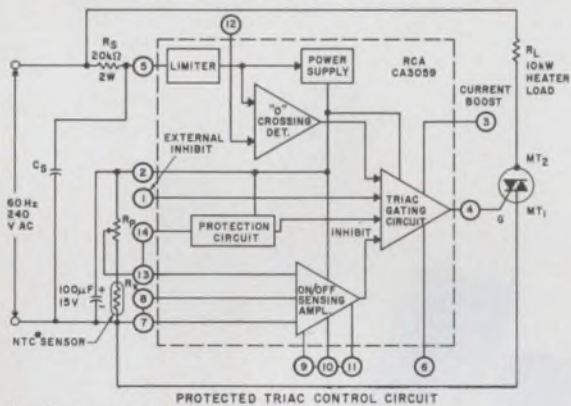 12
RS
20kΩ
2W
5
LIMITER
POWER
SUPPLY
RCA
CA3059
RL
10kW
HEATER
LOAD
"O"
CROSSING
DET.
CURRENT
BOOST
3
EXTERNAL
INHIBIT
MT2
CS
2
1
60 Hz
240
V AC
RP
TRIAC
GATING
CIRCUIT
4
G
MT1
14
PROTECTION
CIRCUIT
INHIBIT
13
100µF
15V
+
-
8
ON/OFF
SENSING
AMPL.
7
NTC SENSOR
9
10
11
6
PROTECTED TRIAC CONTROL CIRCUIT